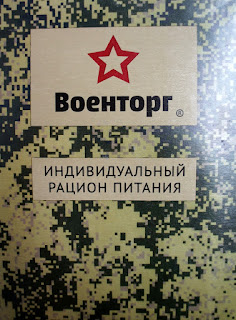 Военторг ®
ИНДИВИДУАЛЬНЫЙ
РАЦИОН ПИТАНИЯ